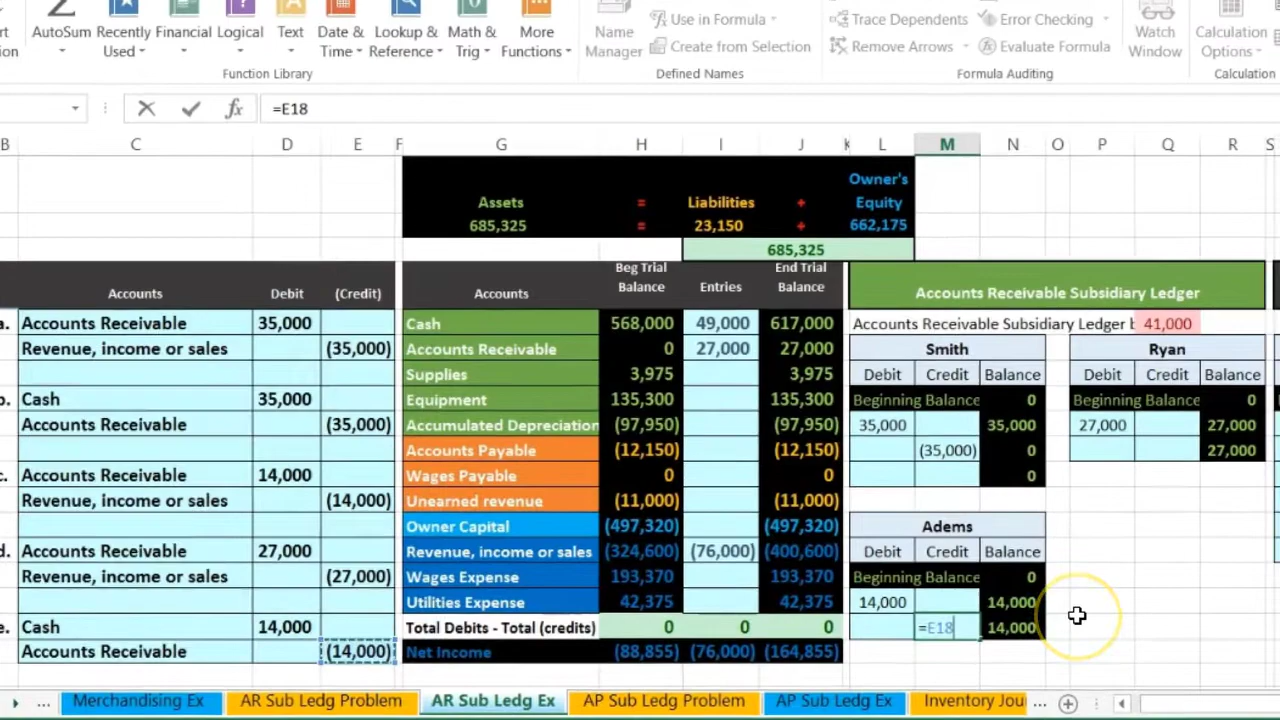 rt AutoSum Recently Financial Logical Text Date & Lookup & Math & More Name Use in Formula Trace Dependents Error Checking Watch Calculation
Used Time Reference Trig Functions Manager Create from Selection Remove Arrows Evaluate Formula Window Options
Function Library Defined Names Formula Auditing Calculation
fx =E18
B C D E F G H I J K L M N O P Q R S
Owner's
Assets = Liabilities + Equity
685,325 = 23,150 + 662,175
685,325
Beg Trial End Trial
Accounts Debit (Credit) Accounts Balance Entries Balance Accounts Receivable Subsidiary Ledger
a. Accounts Receivable 35,000 Cash 568,000 49,000 617,000 Accounts Receivable Subsidiary Ledger b 41,000
Revenue, income or sales (35,000) Accounts Receivable 0 27,000 27,000 Smith Ryan
Supplies 3,975 3,975 Debit Credit Balance Debit Credit Balance
b. Cash 35,000 Equipment 135,300 135,300 Beginning Balance 0 Beginning Balance 0
Accounts Receivable (35,000) Accumulated Depreciation (97,950) (97,950) 35,000 35,000 27,000 27,000
Accounts Payable (12,150) (12,150) (35,000) 0 27,000
c. Accounts Receivable 14,000 Wages Payable 0 0 0
Revenue, income or sales (14,000) Unearned revenue (11,000) (11,000)
Owner Capital (497,320) (497,320) Adems
d. Accounts Receivable 27,000 Revenue, income or sales (324,600) (76,000) (400,600) Debit Credit Balance
Revenue, income or sales (27,000) Wages Expense 193,370 193,370 Beginning Balance 0
Utilities Expense 42,375 42,375 14,000 14,000
e. Cash 14,000 Total Debits - Total (credits) 0 0 0 =E18 14,000
Accounts Receivable (14,000) Net Income (88,855) (76,000) (164,855)
... Merchandising Ex AR Sub Ledg Problem AR Sub Ledg Ex AP Sub Ledg Problem AP Sub Ledg Ex Inventory Jou ...